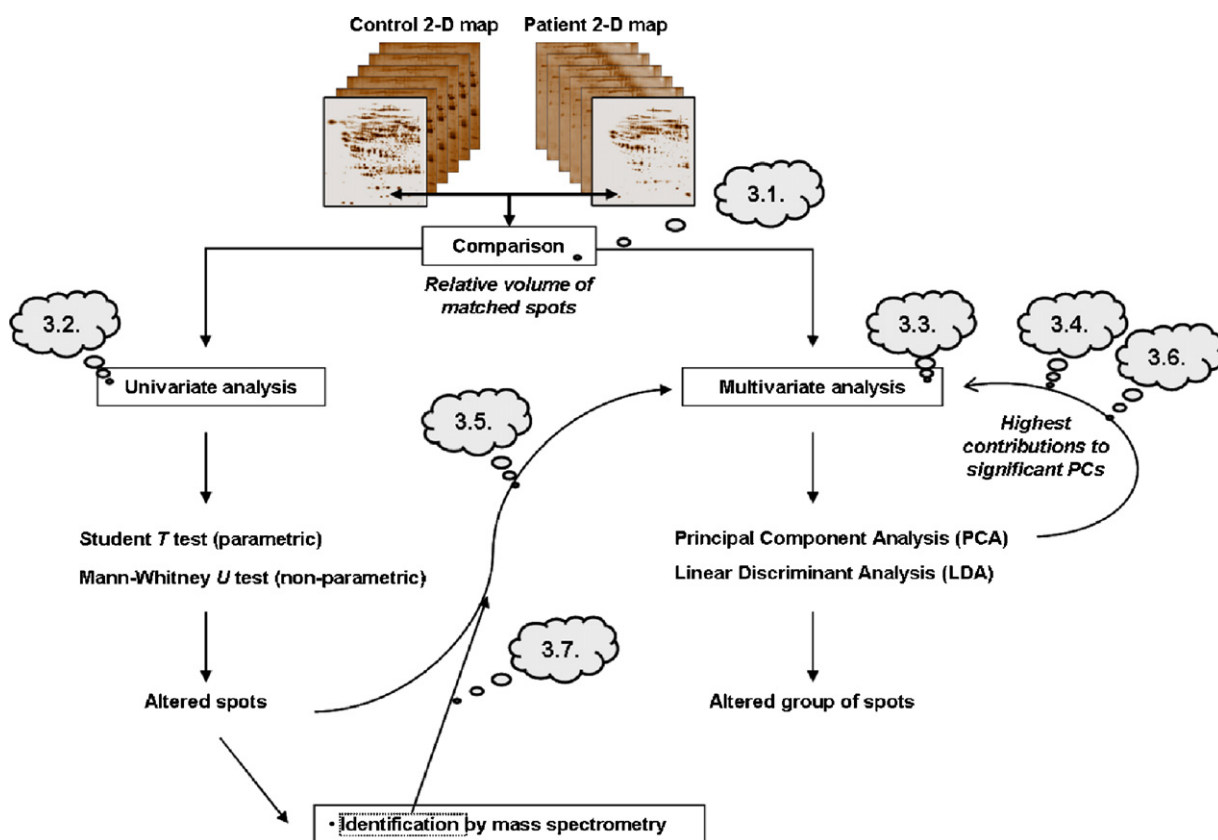 Control 2-D map
Patient 2-D map
3.1.
Comparison
Relative volume of
matched spots
3.2.
3.3.
3.4.
3.6.
Univariate analysis
Multivariate analysis
3.5.
Highest
contributions to
significant PCs
Student T test (parametric)
Mann-Whitney U test (non-parametric)
Principal Component Analysis (PCA)
Linear Discriminant Analysis (LDA)
3.7.
Altered spots
Altered group of spots
• Identification by mass spectrometry